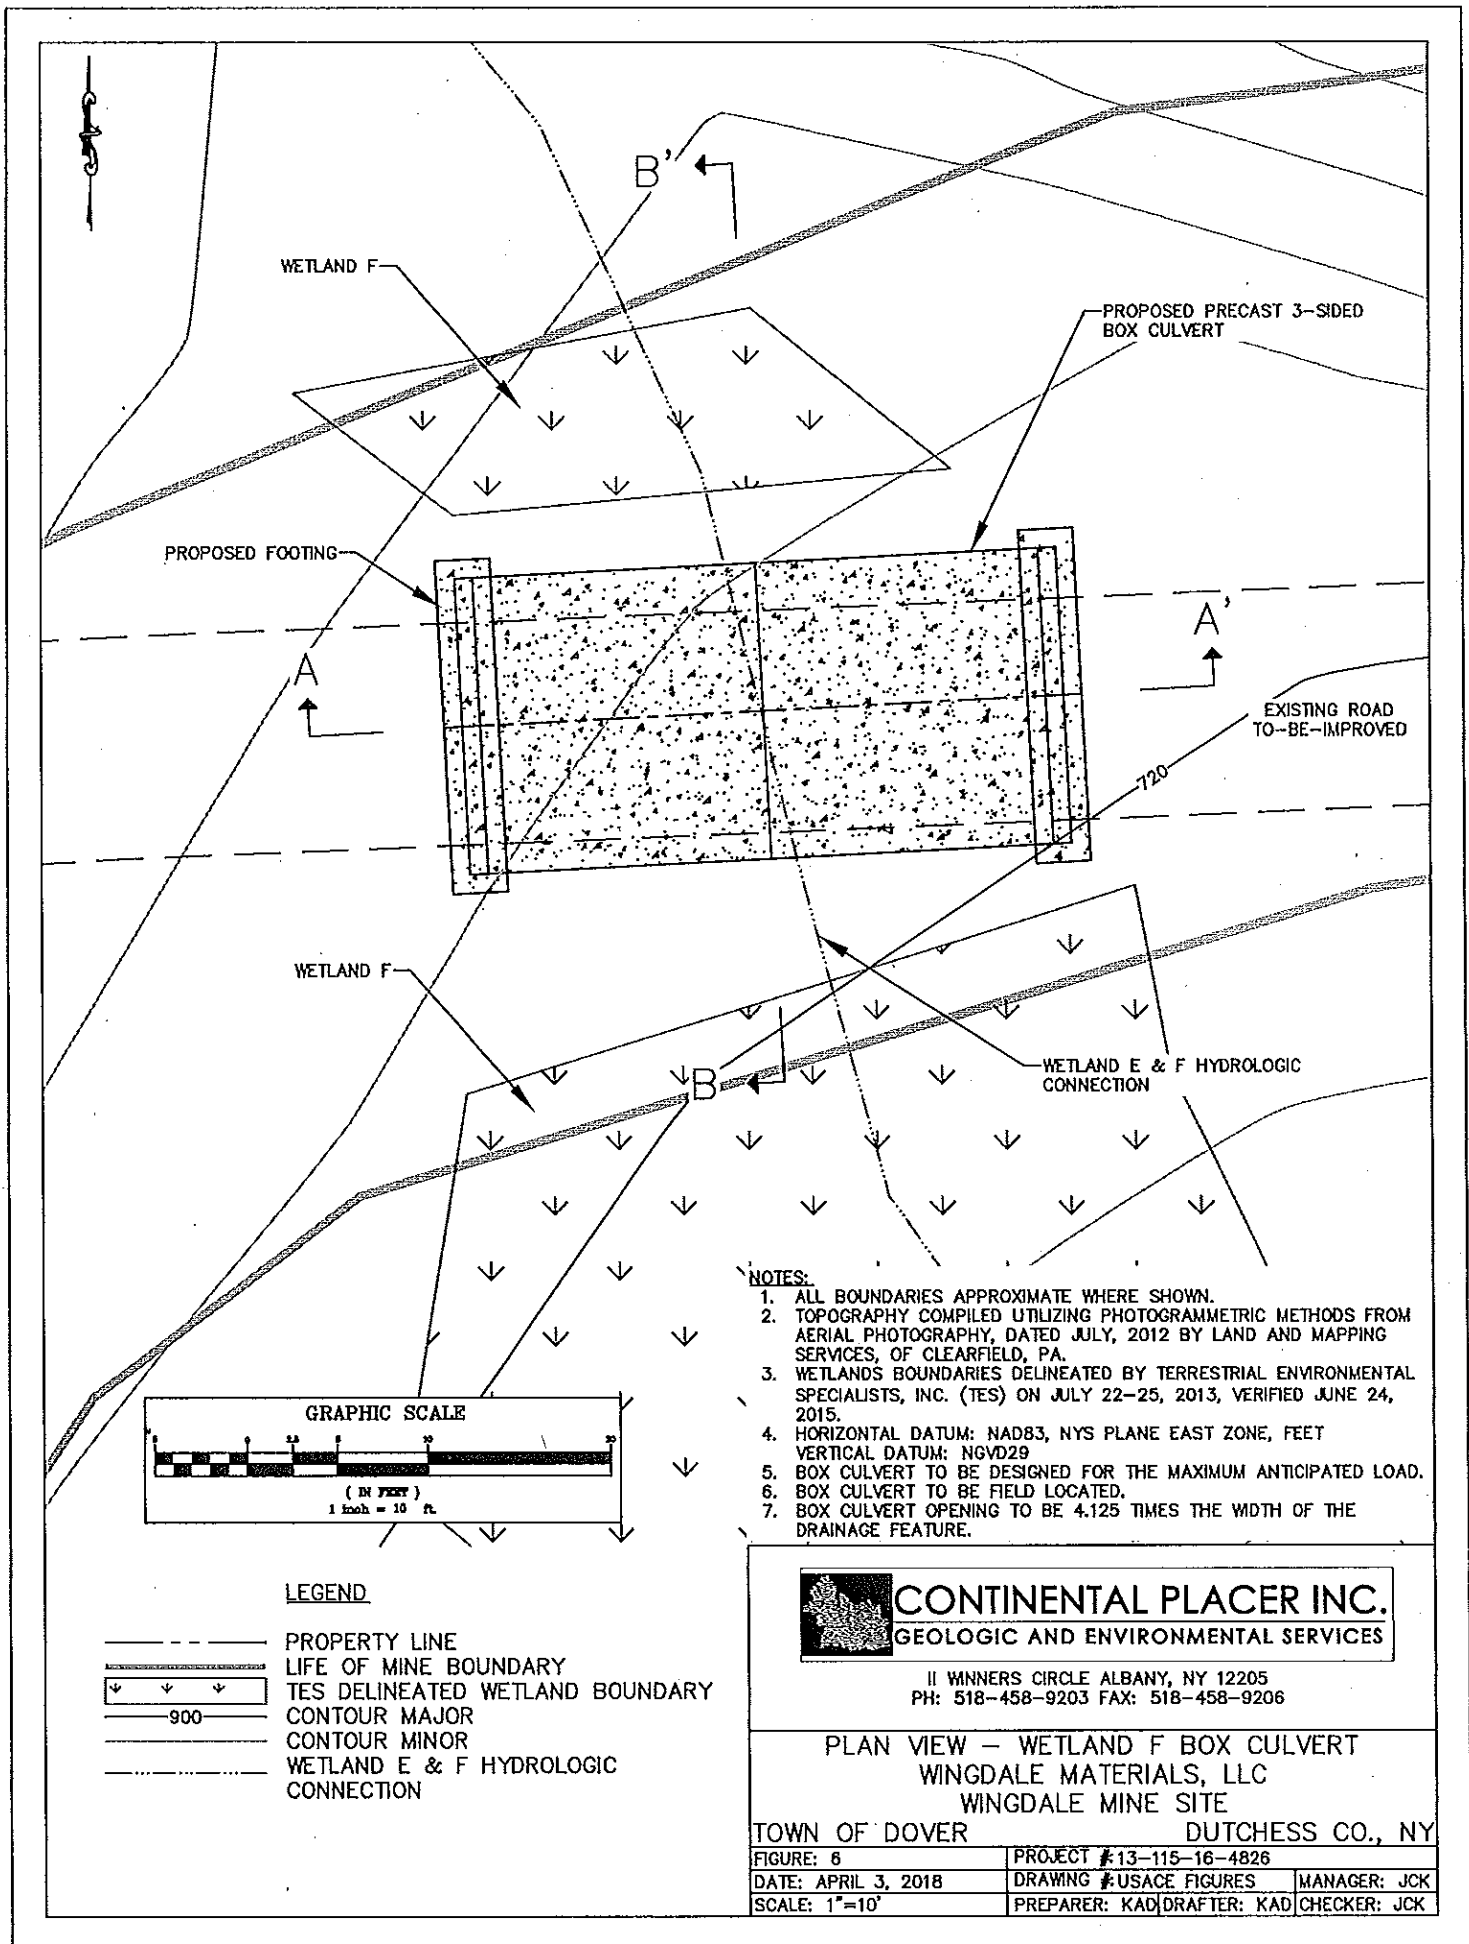 B'
WETLAND F
PROPOSED PRECAST 3-SIDED
BOX CULVERT
PROPOSED FOOTING
A
A'
EXISTING ROAD
TO-BE-IMPROVED
720
WETLAND F
B
WETLAND E & F HYDROLOGIC
CONNECTION
NOTES:
1. ALL BOUNDARIES APPROXIMATE WHERE SHOWN.
2. TOPOGRAPHY COMPILED UTILIZING PHOTOGRAMMETRIC METHODS FROM
AERIAL PHOTOGRAPHY, DATED JULY, 2012 BY LAND AND MAPPING
SERVICES, OF CLEARFIELD, PA.
3. WETLANDS BOUNDARIES DELINEATED BY TERRESTRIAL ENVIRONMENTAL
SPECIALISTS, INC. (TES) ON JULY 22-25, 2013, VERIFIED JUNE 24,
2015.
4. HORIZONTAL DATUM: NAD83, NYS PLANE EAST ZONE, FEET
VERTICAL DATUM: NGVD29
5. BOX CULVERT TO BE DESIGNED FOR THE MAXIMUM ANTICIPATED LOAD.
6. BOX CULVERT TO BE FIELD LOCATED.
7. BOX CULVERT OPENING TO BE 4.125 TIMES THE WIDTH OF THE
DRAINAGE FEATURE.
GRAPHIC SCALE
5 0 2.5 5 10 20
( IN FEET )
1 inch = 10 ft.
LEGEND
PROPERTY LINE
LIFE OF MINE BOUNDARY
TES DELINEATED WETLAND BOUNDARY
900 CONTOUR MAJOR
CONTOUR MINOR
WETLAND E & F HYDROLOGIC
CONNECTION
CONTINENTAL PLACER INC.
GEOLOGIC AND ENVIRONMENTAL SERVICES
II WINNERS CIRCLE ALBANY, NY 12205
PH: 518-458-9203 FAX: 518-458-9206
PLAN VIEW - WETLAND F BOX CULVERT
WINGDALE MATERIALS, LLC
WINGDALE MINE SITE
TOWN OF DOVER DUTCHESS CO., NY
FIGURE: 6 PROJECT #:13-115-16-4826
DATE: APRIL 3, 2018 DRAWING #:USACE FIGURES MANAGER: JCK
SCALE: 1"=10' PREPARER: KAD DRAFTER: KAD CHECKER: JCK